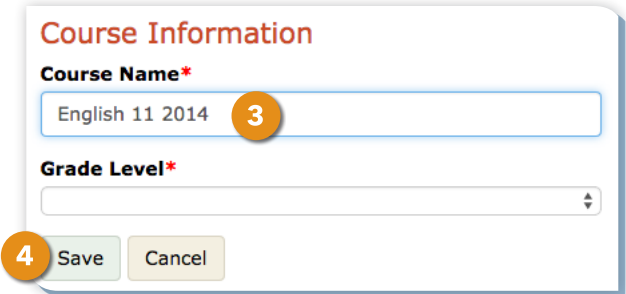 Course Information
Course Name*
English 11 2014 3
Grade Level*
4 Save Cancel